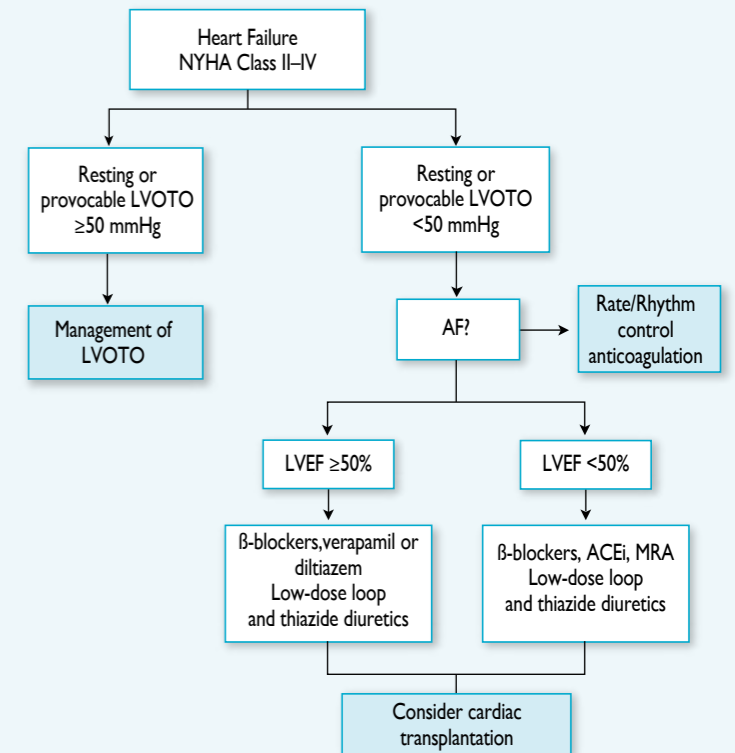 Heart Failure
NYHA Class II–IV
Resting or
provocable LVOTO
≥50 mmHg
Resting or
provocable LVOTO
<50 mmHg
Management of
LVOTO
AF?
Rate/Rhythm
control
anticoagulation
LVEF ≥50%
LVEF <50%
ß-blockers,verapamil or
diltiazem
Low-dose loop
and thiazide diuretics
ß-blockers, ACEi, MRA
Low-dose loop
and thiazide diuretics
Consider cardiac
transplantation